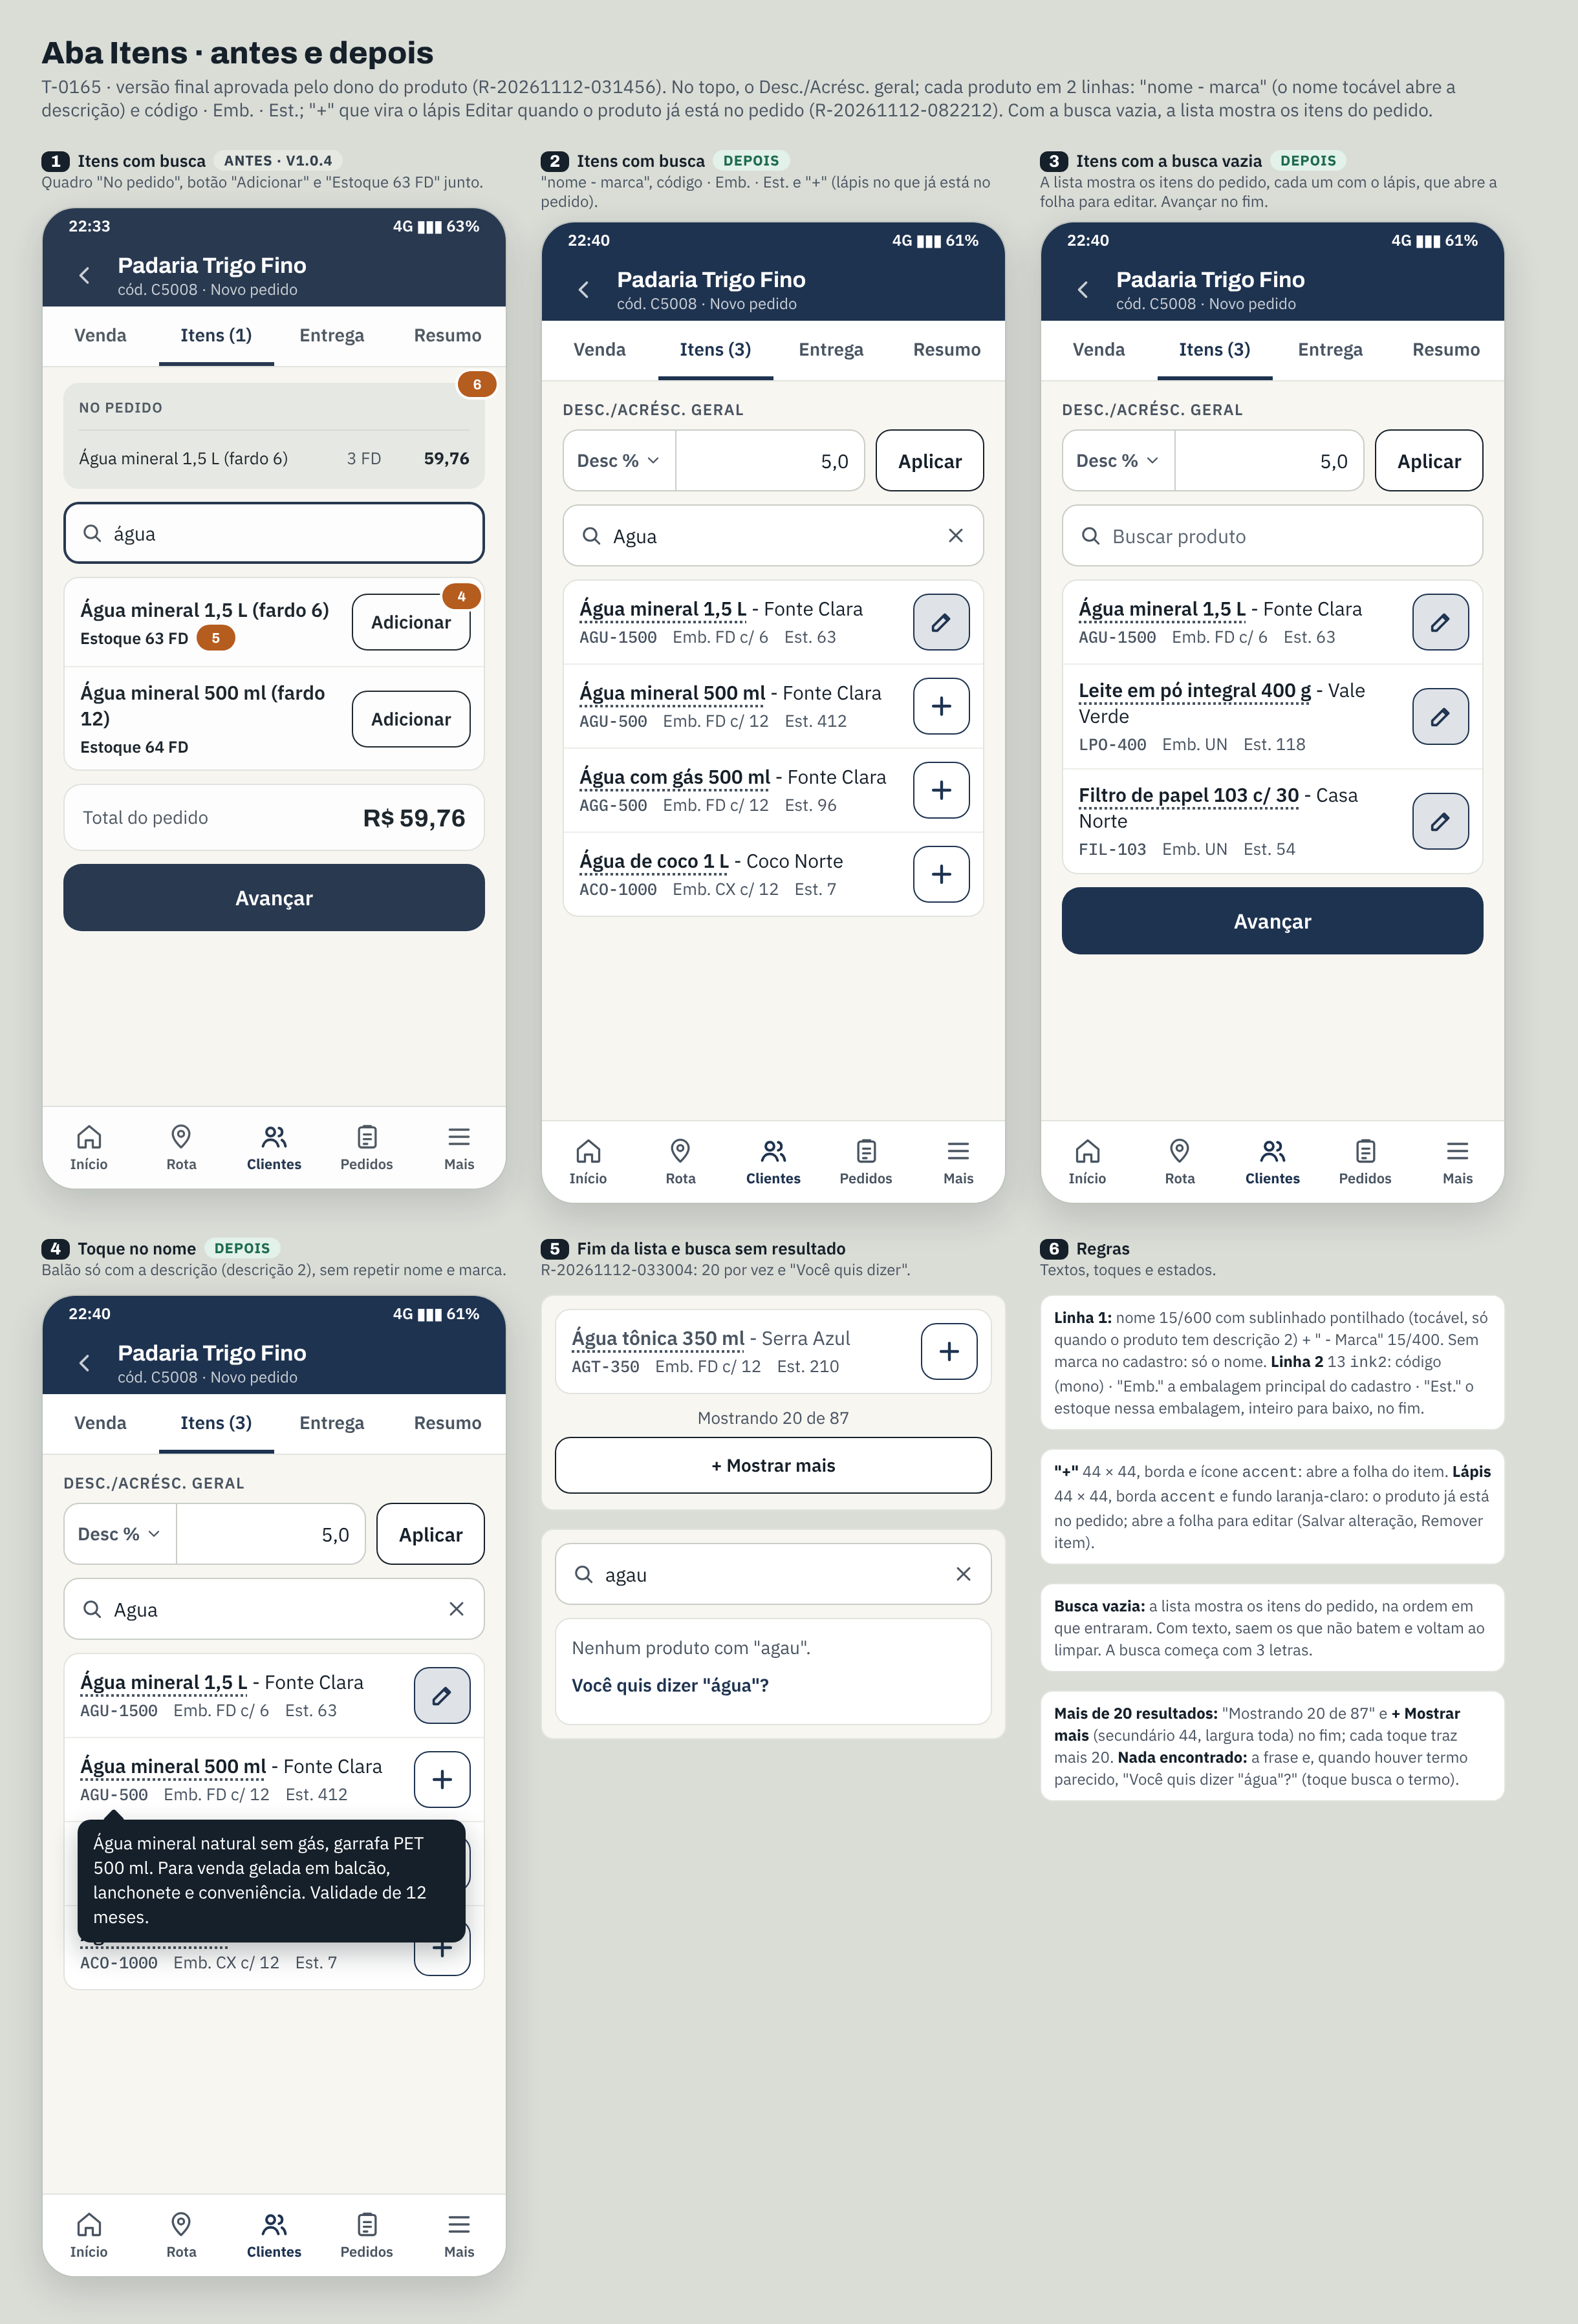 Aba Itens · antes e depois
T-0165 · versão final aprovada pelo dono do produto (R-20261112-031456). No topo, o Desc./Acrésc. geral; cada produto em 2 linhas: "nome - marca" (o nome tocável abre a
descrição) e código · Emb. · Est.; "+" que vira o lápis Editar quando o produto já está no pedido (R-20261112-082212). Com a busca vazia, a lista mostra os itens do pedido.
1 Itens com busca ANTES · V1.0.4
Quadro "No pedido", botão "Adicionar" e "Estoque 63 FD" junto.
22:33 4G 63%
Padaria Trigo Fino
cód. C5008 · Novo pedido
Venda Itens (1) Entrega Resumo
6
NO PEDIDO
Água mineral 1,5 L (fardo 6) 3 FD 59,76
água
4
Água mineral 1,5 L (fardo 6)
Adicionar
Estoque 63 FD 5
Água mineral 500 ml (fardo
12)
Adicionar
Estoque 64 FD
Total do pedido R$ 59,76
Avançar
Início Rota Clientes Pedidos Mais
2 Itens com busca DEPOIS
"nome - marca", código · Emb. · Est. e "+" (lápis no que já está no
pedido).
22:40 4G 61%
Padaria Trigo Fino
cód. C5008 · Novo pedido
Venda Itens (3) Entrega Resumo
DESC./ACRÉSC. GERAL
Desc % 5,0 Aplicar
Agua
Água mineral 1,5 L - Fonte Clara
AGU-1500 Emb. FD c/ 6 Est. 63
Água mineral 500 ml - Fonte Clara
AGU-500 Emb. FD c/ 12 Est. 412
Água com gás 500 ml - Fonte Clara
AGG-500 Emb. FD c/ 12 Est. 96
Água de coco 1 L - Coco Norte
ACO-1000 Emb. CX c/ 12 Est. 7
Início Rota Clientes Pedidos Mais
3 Itens com a busca vazia DEPOIS
A lista mostra os itens do pedido, cada um com o lápis, que abre a
folha para editar. Avançar no fim.
22:40 4G 61%
Padaria Trigo Fino
cód. C5008 · Novo pedido
Venda Itens (3) Entrega Resumo
DESC./ACRÉSC. GERAL
Desc % 5,0 Aplicar
Buscar produto
Água mineral 1,5 L - Fonte Clara
AGU-1500 Emb. FD c/ 6 Est. 63
Leite em pó integral 400 g - Vale
Verde
LPO-400 Emb. UN Est. 118
Filtro de papel 103 c/ 30 - Casa
Norte
FIL-103 Emb. UN Est. 54
Avançar
Início Rota Clientes Pedidos Mais
4 Toque no nome DEPOIS
Balão só com a descrição (descrição 2), sem repetir nome e marca.
22:40 4G 61%
Padaria Trigo Fino
cód. C5008 · Novo pedido
Venda Itens (3) Entrega Resumo
DESC./ACRÉSC. GERAL
Desc % 5,0 Aplicar
Agua
Água mineral 1,5 L - Fonte Clara
AGU-1500 Emb. FD c/ 6 Est. 63
Água mineral 500 ml - Fonte Clara
AGU-500 Emb. FD c/ 12 Est. 412
Água mineral natural sem gás, garrafa PET
500 ml. Para venda gelada em balcão,
lanchonete e conveniência. Validade de 12
meses.
ACO-1000 Emb. CX c/ 12 Est. 7
Início Rota Clientes Pedidos Mais
5 Fim da lista e busca sem resultado
R-20261112-033004: 20 por vez e "Você quis dizer".
Água tônica 350 ml - Serra Azul
AGT-350 Emb. FD c/ 12 Est. 210
Mostrando 20 de 87
+ Mostrar mais
agau
Nenhum produto com "agau".
Você quis dizer "água"?
6 Regras
Textos, toques e estados.
Linha 1: nome 15/600 com sublinhado pontilhado (tocável, só
quando o produto tem descrição 2) + " - Marca" 15/400. Sem
marca no cadastro: só o nome. Linha 2 13 ink2: código
(mono) · "Emb." a embalagem principal do cadastro · "Est." o
estoque nessa embalagem, inteiro para baixo, no fim.
"+" 44 × 44, borda e ícone accent: abre a folha do item. Lápis
44 × 44, borda accent e fundo laranja-claro: o produto já está
no pedido; abre a folha para editar (Salvar alteração, Remover
item).
Busca vazia: a lista mostra os itens do pedido, na ordem em
que entraram. Com texto, saem os que não batem e voltam ao
limpar. A busca começa com 3 letras.
Mais de 20 resultados: "Mostrando 20 de 87" e + Mostrar
mais (secundário 44, largura toda) no fim; cada toque traz
mais 20. Nada encontrado: a frase e, quando houver termo
parecido, "Você quis dizer "água"?" (toque busca o termo).